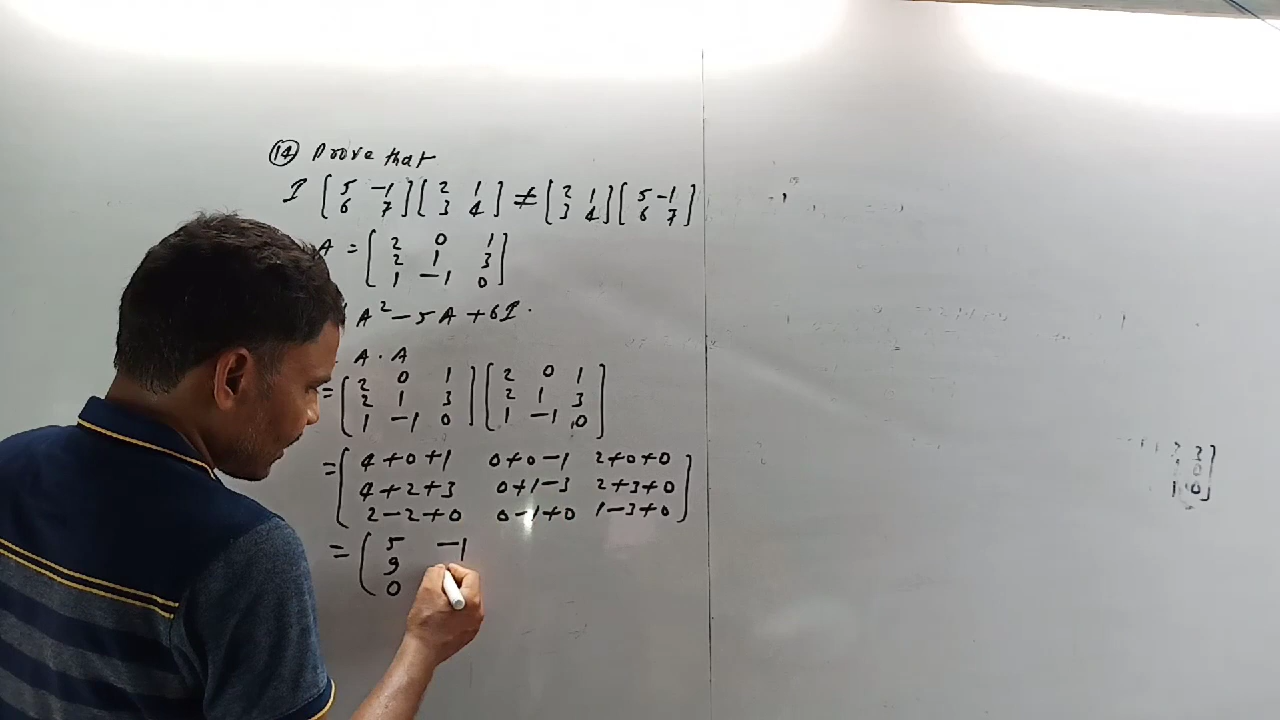 14 Prove that
I [ 5 -1 ] [ 2 1 ] ≠ [ 2 1 ] [ 5 -1 ]
[ 6 7 ] [ 3 4 ] [ 3 4 ] [ 6 7 ]
A = [ 2 0 1 ]
[ 2 1 3 ]
[ 1 -1 0 ]
A² - 5A + 6I.
A . A
= [ 2 0 1 ] [ 2 0 1 ]
[ 2 1 3 ] [ 2 1 3 ]
[ 1 -1 0 ] [ 1 -1 0 ]
= [ 4+0+1 0+0-1 2+0+0 ]
[ 4+2+3 0+1-3 2+3+0 ]
[ 2-2+0 0-1+0 1-3+0 ]
= [ 5 -1
9
0